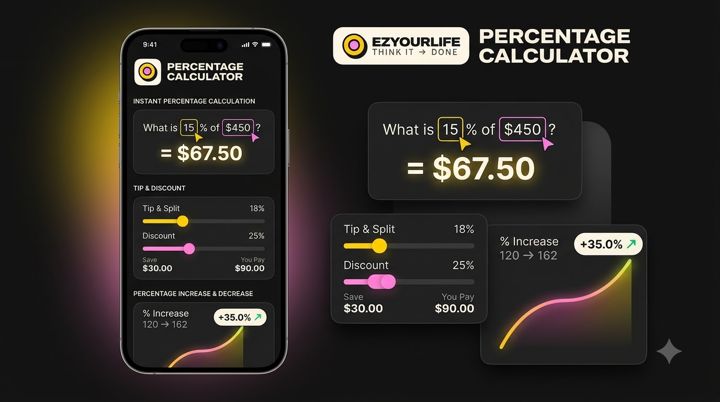 9:41
PERCENTAGE
CALCULATOR
INSTANT PERCENTAGE CALCULATION
What is 15 % of $450 ?
= $67.50
TIP & DISCOUNT
Tip & Split 18%
Discount 25%
Save You Pay
$30.00 $90.00
PERCENTAGE INCREASE & DECREASE
% Increase
120 → 162
+35.0% ↗
EZYOURLIFE
THINK IT → DONE
PERCENTAGE
CALCULATOR
What is 15 % of $450 ?
= $67.50
Tip & Split 18%
Discount 25%
Save You Pay
$30.00 $90.00
% Increase
120 → 162
+35.0% ↗